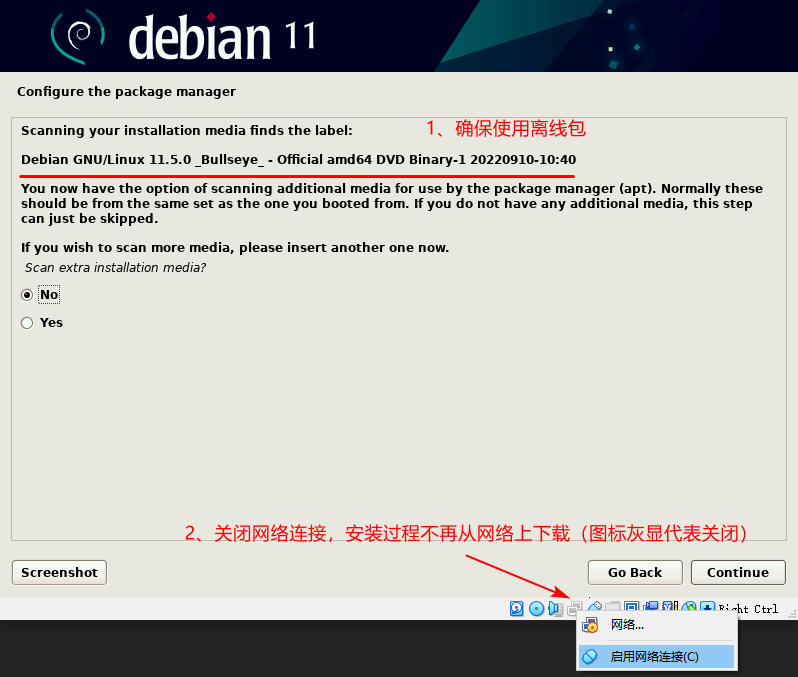 debian 11
Configure the package manager
Scanning your installation media finds the label:
1、确保使用离线包
Debian GNU/Linux 11.5.0 _Bullseye_ - Official amd64 DVD Binary-1 20220910-10:40
You now have the option of scanning additional media for use by the package manager (apt). Normally these
should be from the same set as the one you booted from. If you do not have any additional media, this step
can just be skipped.
If you wish to scan more media, please insert another one now.
Scan extra installation media?
No
Yes
2、关闭网络连接，安装过程不再从网络上下载（图标灰显代表关闭）
Screenshot
Go Back
Continue
Right Ctrl
网络...
启用网络连接(C)